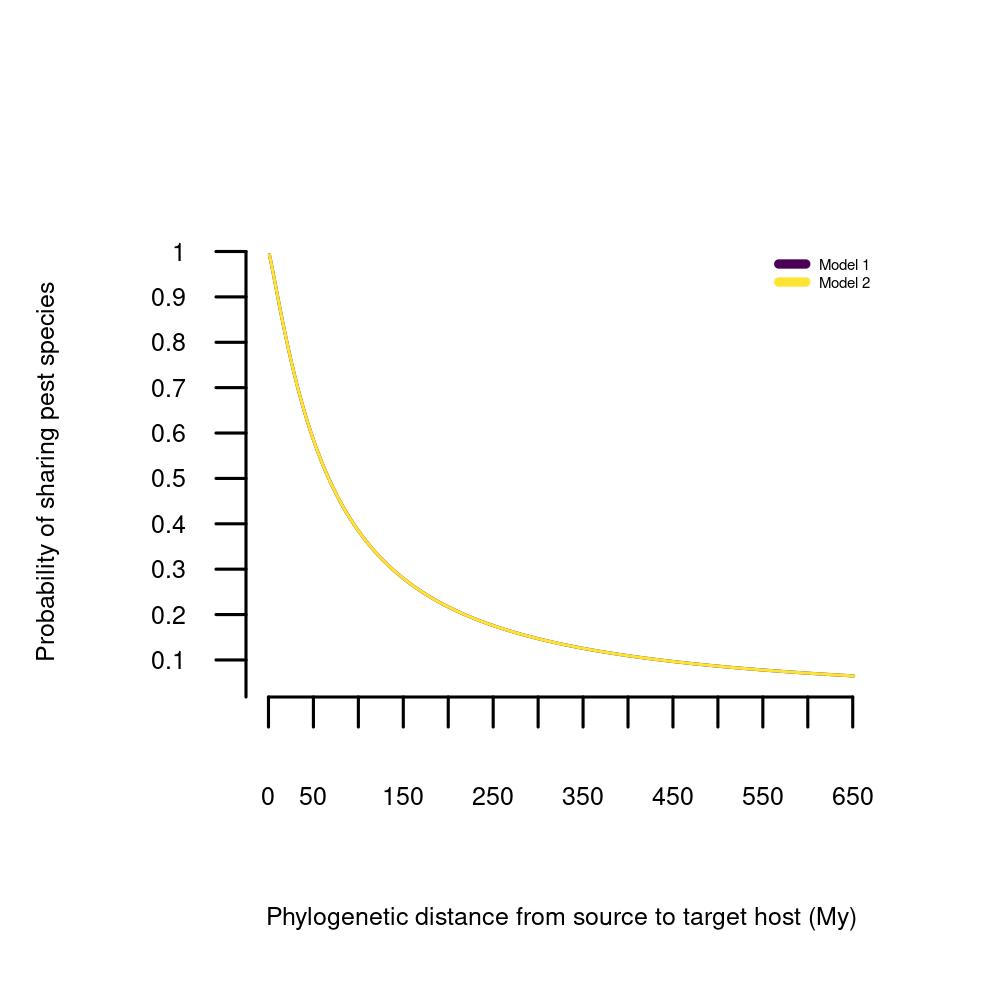 Probability of sharing pest species
1
0.9
0.8
0.7
0.6
0.5
0.4
0.3
0.2
0.1
Model 1
Model 2
0 50 150 250 350 450 550 650
Phylogenetic distance from source to target host (My)